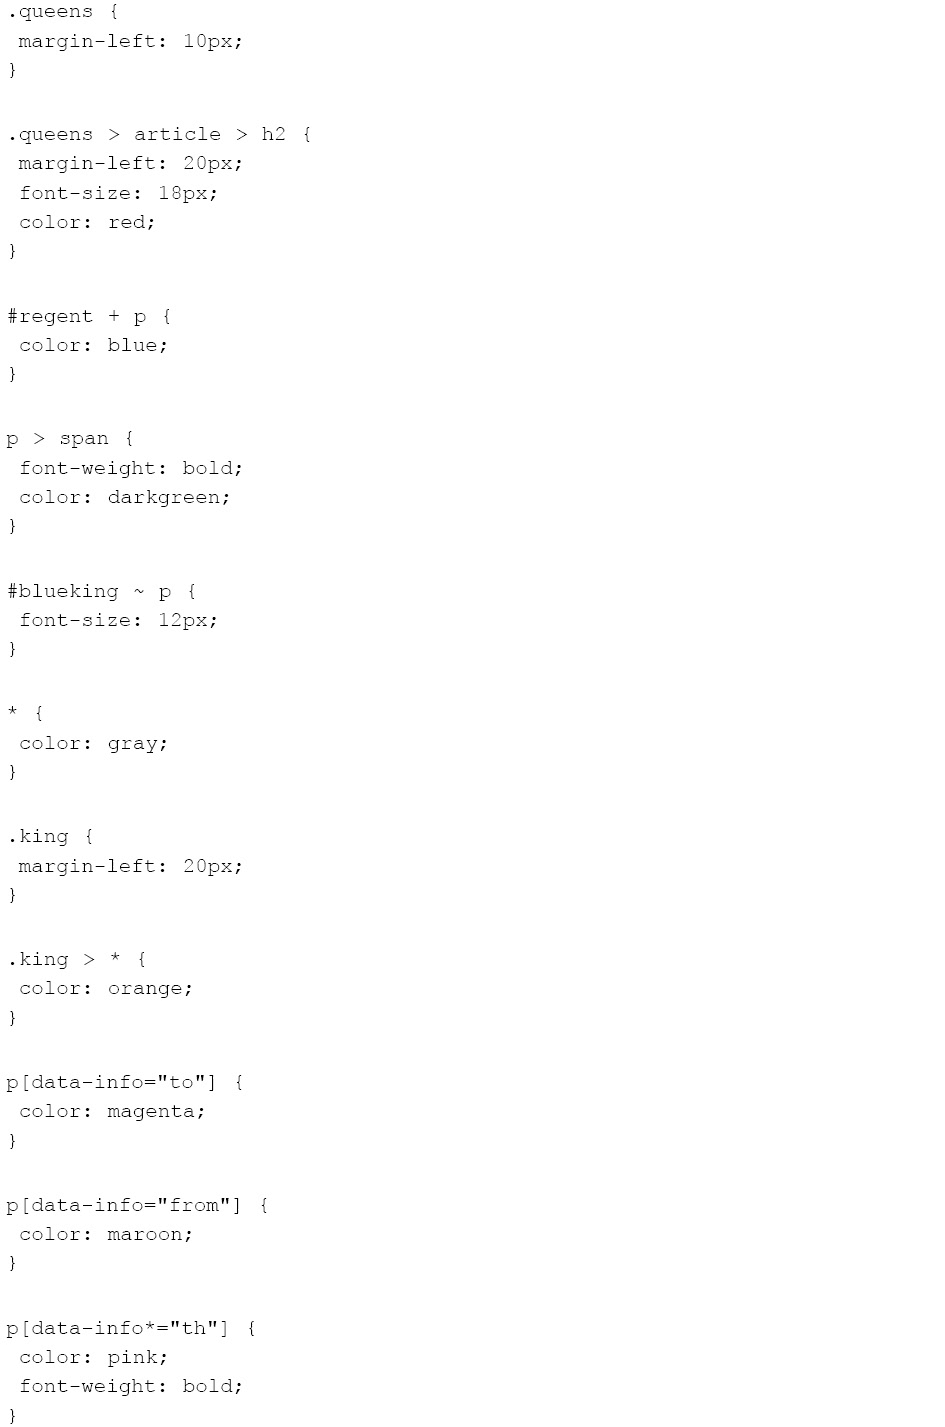 .queens {
 margin-left: 10px;
}
.queens > article > h2 {
 margin-left: 20px;
 font-size: 18px;
 color: red;
}
#regent + p {
 color: blue;
}
p > span {
 font-weight: bold;
 color: darkgreen;
}
#blueking ~ p {
 font-size: 12px;
}
* {
 color: gray;
}
.king {
 margin-left: 20px;
}
.king > * {
 color: orange;
}
p[data-info="to"] {
 color: magenta;
}
p[data-info="from"] {
 color: maroon;
}
p[data-info*="th"] {
 color: pink;
 font-weight: bold;
}